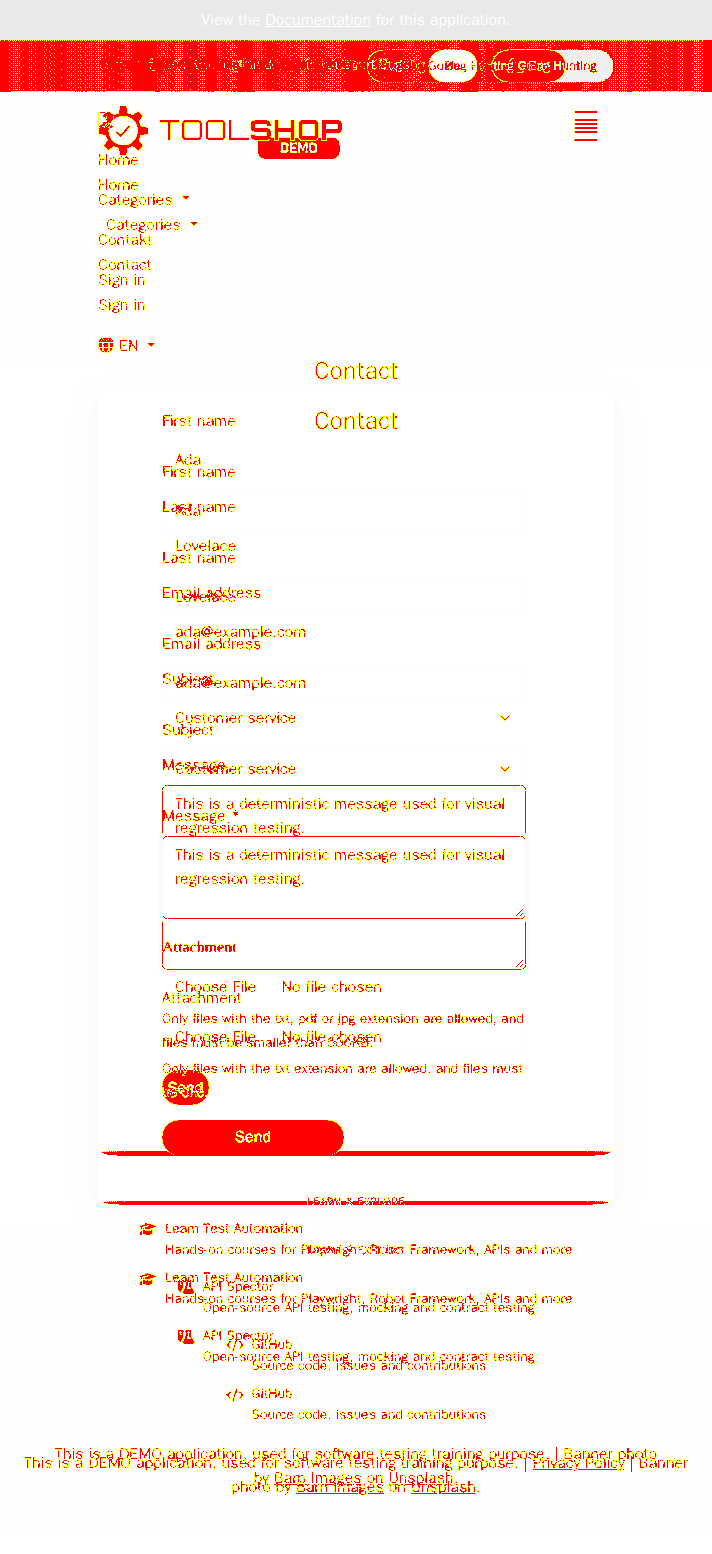 View the Documentation for this application.
Bug Hunting
TOOLSHOP
DEMO
Home
Home
Categories
Categories
Contakt
Contact
Sign in
Sign in
EN
Contact
Contact
First name
Ada
First name
Last name
Ada
Lovelace
Last name
Email address
Lovelace
ada@example.com
Email address
Subject
ada@example.com
Customer service
Subject
Message
Customer service
This is a deterministic message used for visual
Message *
regression testing.
This is a deterministic message used for visual
regression testing.
Attachment
Choose File No file chosen
Attachment
Only files with the txt, pdf or jpg extension are allowed, and
Choose File No file chosen
files must be smaller than
Only files with the txt extension are allowed, and files must
Send
Send
Learn Test Automation
Hands-on courses for Playwright, Robot Framework, APIs and more
Learn Test Automation
API Spector
Hands-on courses for Playwright, Robot Framework, APIs and more
Open-source API testing, mocking and contract testing
API Spector
GitHub
Open-source API testing, mocking and contract testing
Source code, issues and contributions
GitHub
Source code, issues and contributions
This is a DEMO application, used for software testing training purpose. | Banner photo
This is a DEMO application, used for software testing training purpose. | Privacy Policy | Banner
by Barn Images on Unsplash.
photo by Barn Images on Unsplash.